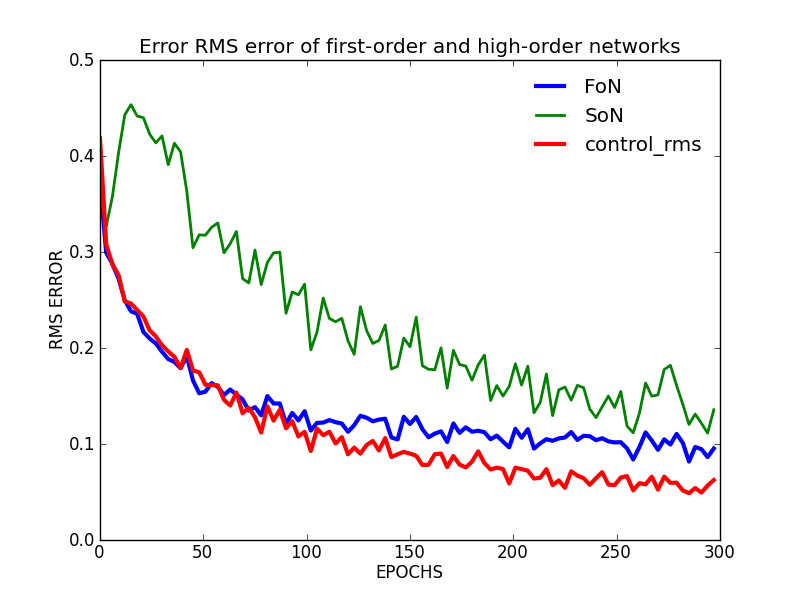 Error RMS error of first-order and high-order networks
FoN
SoN
control_rms
0.5
0.4
0.3
0.2
0.1
0.0
RMS ERROR
0
50
100
150
200
250
300
EPOCHS